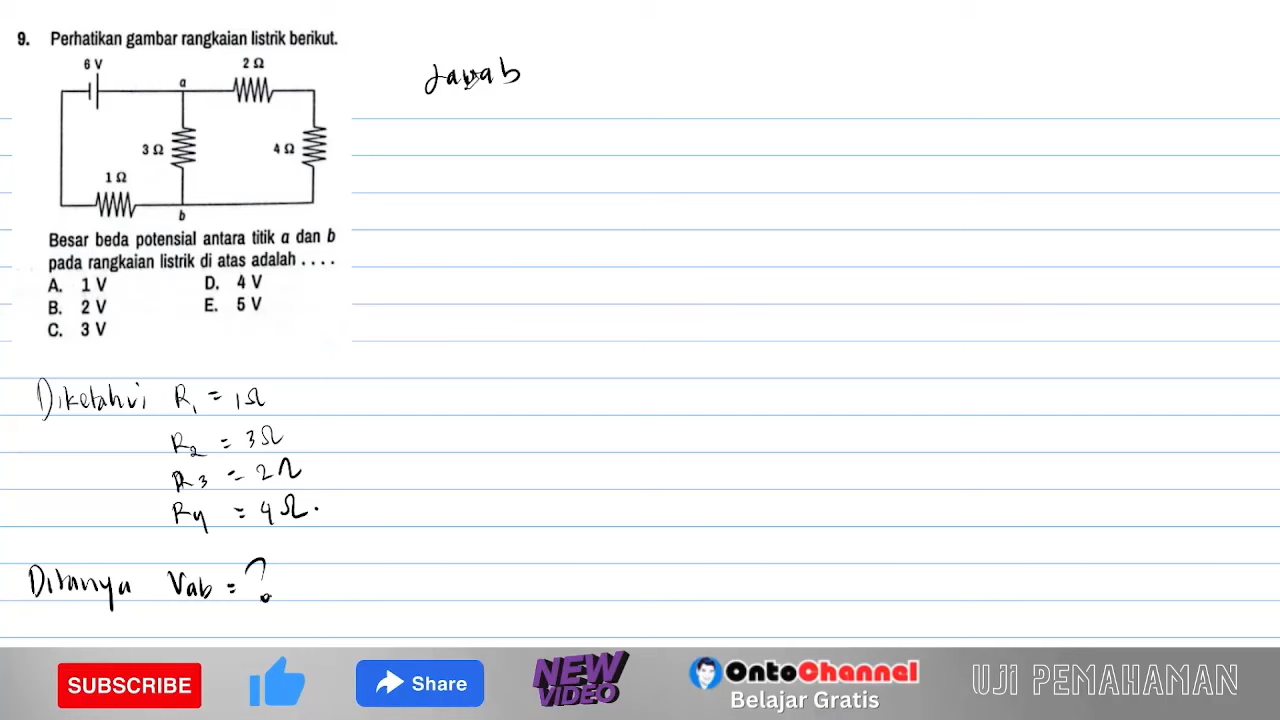 9. Perhatikan gambar rangkaian listrik berikut.
6 V
2 Ω
a
3 Ω
4 Ω
1 Ω
b
Besar beda potensial antara titik a dan b
pada rangkaian listrik di atas adalah . . . .
A. 1 V D. 4 V
B. 2 V E. 5 V
C. 3 V
Jawab
Diketahui R1 = 1Ω
R2 = 3Ω
R3 = 2Ω
R4 = 4Ω.
Ditanya Vab = ?
SUBSCRIBE
Share
NEW
VIDEO
OntoChannel
Belajar Gratis
UJI PEMAHAMAN